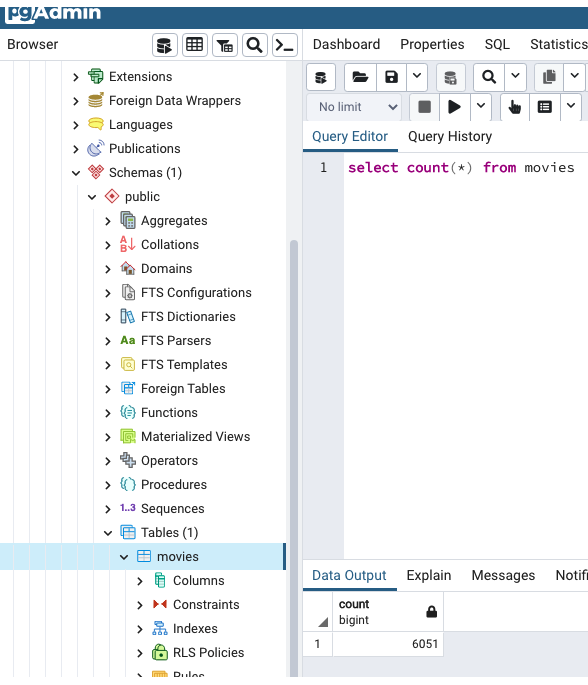 pgAdmin
Browser
Dashboard Properties SQL Statistics
Extensions
Foreign Data Wrappers
Languages
Publications
Schemas (1)
public
Aggregates
Collations
Domains
FTS Configurations
FTS Dictionaries
Aa FTS Parsers
FTS Templates
Foreign Tables
Functions
Materialized Views
Operators
Procedures
1..3 Sequences
Tables (1)
movies
Columns
Constraints
Indexes
RLS Policies
Rules
No limit
Query Editor Query History
1 select count(*) from movies
Data Output Explain Messages Notifi
count
bigint
1 6051